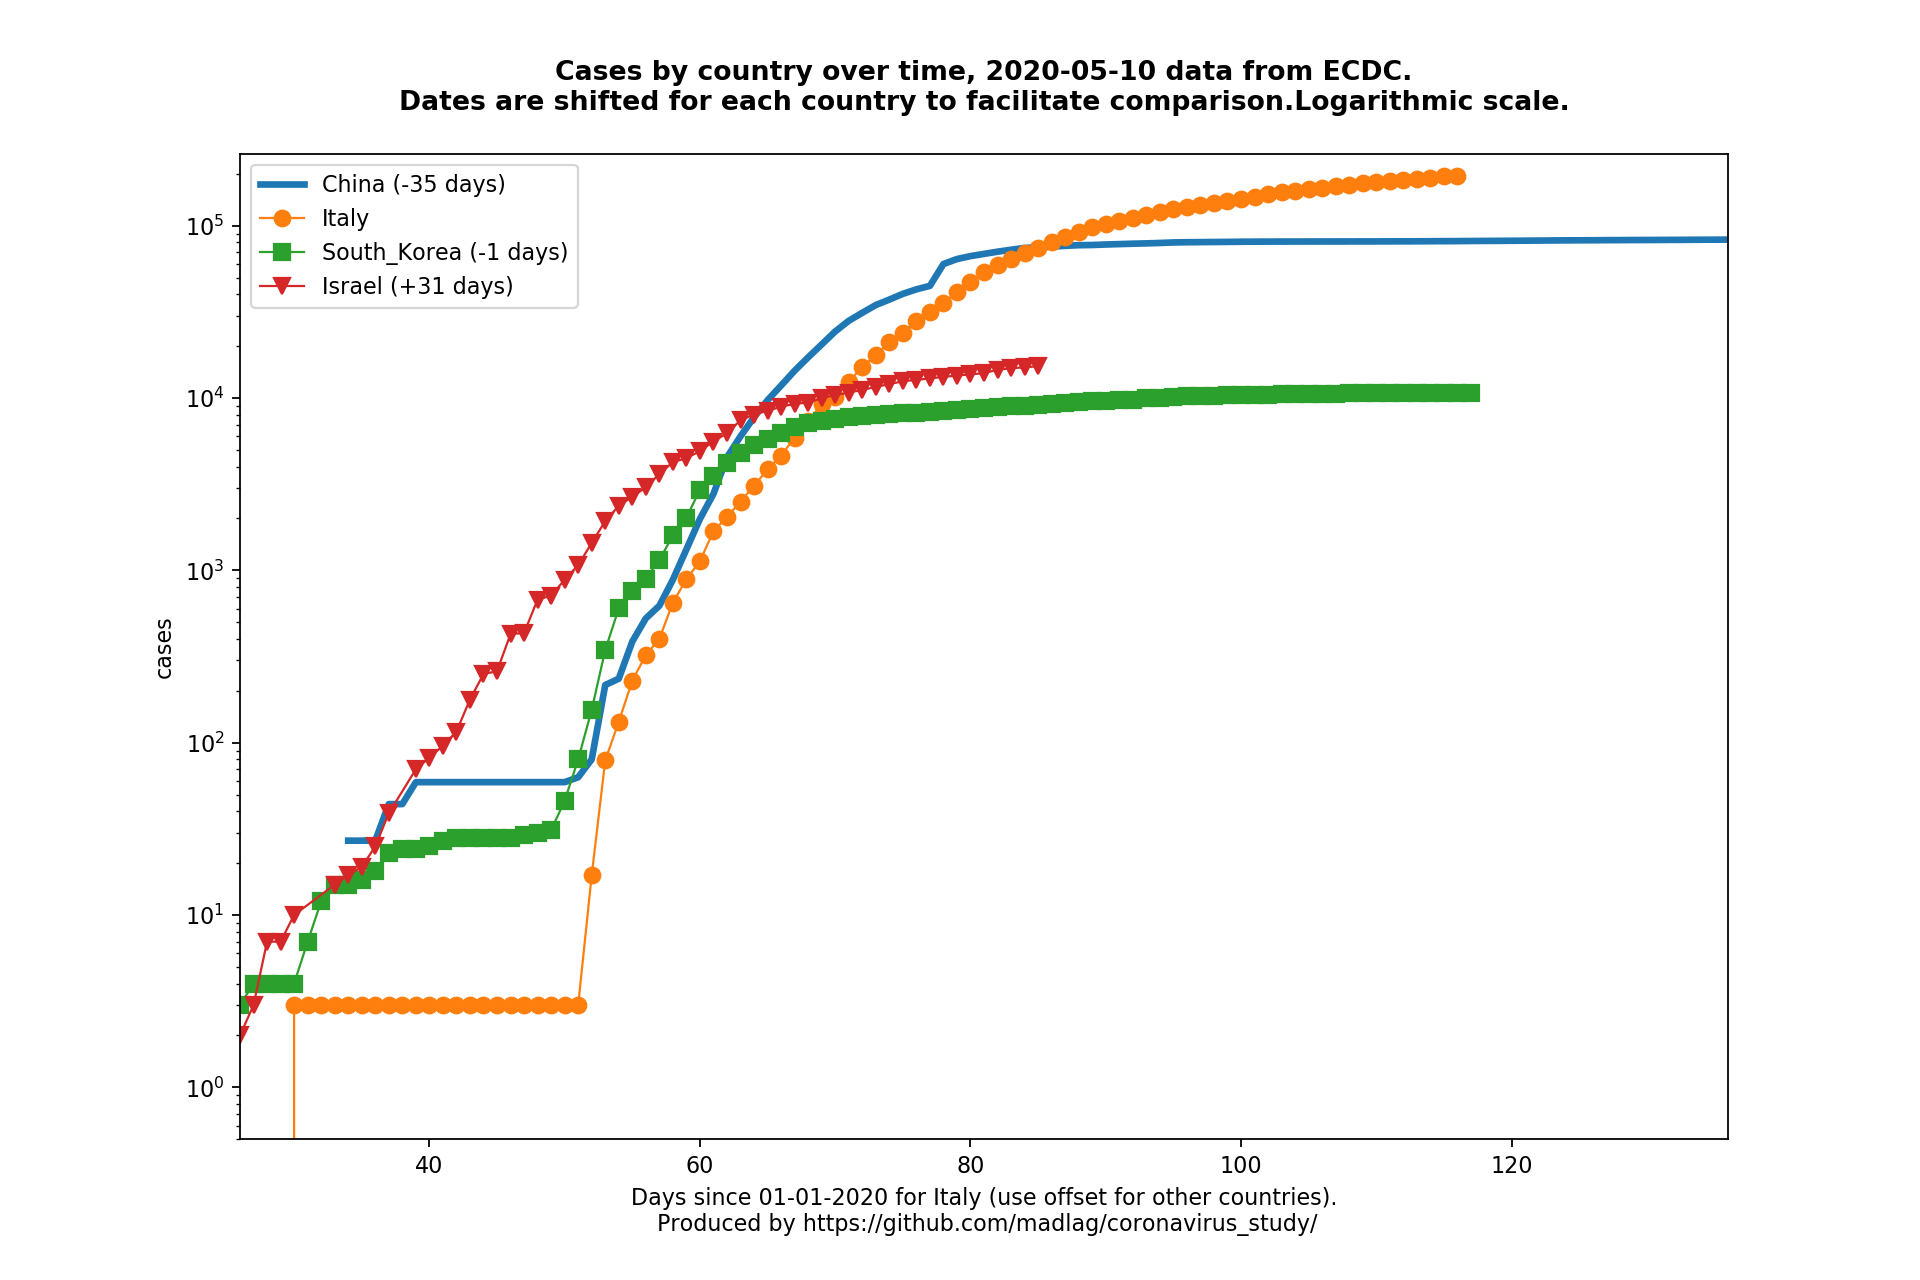 Cases by country over time, 2020-05-10 data from ECDC.
Dates are shifted for each country to facilitate comparison.Logarithmic scale.
China (-35 days)
Italy
South_Korea (-1 days)
Israel (+31 days)
10⁵
10⁴
10³
10²
10¹
10⁰
cases
40 60 80 100 120
Days since 01-01-2020 for Italy (use offset for other countries).
Produced by https://github.com/madlag/coronavirus_study/